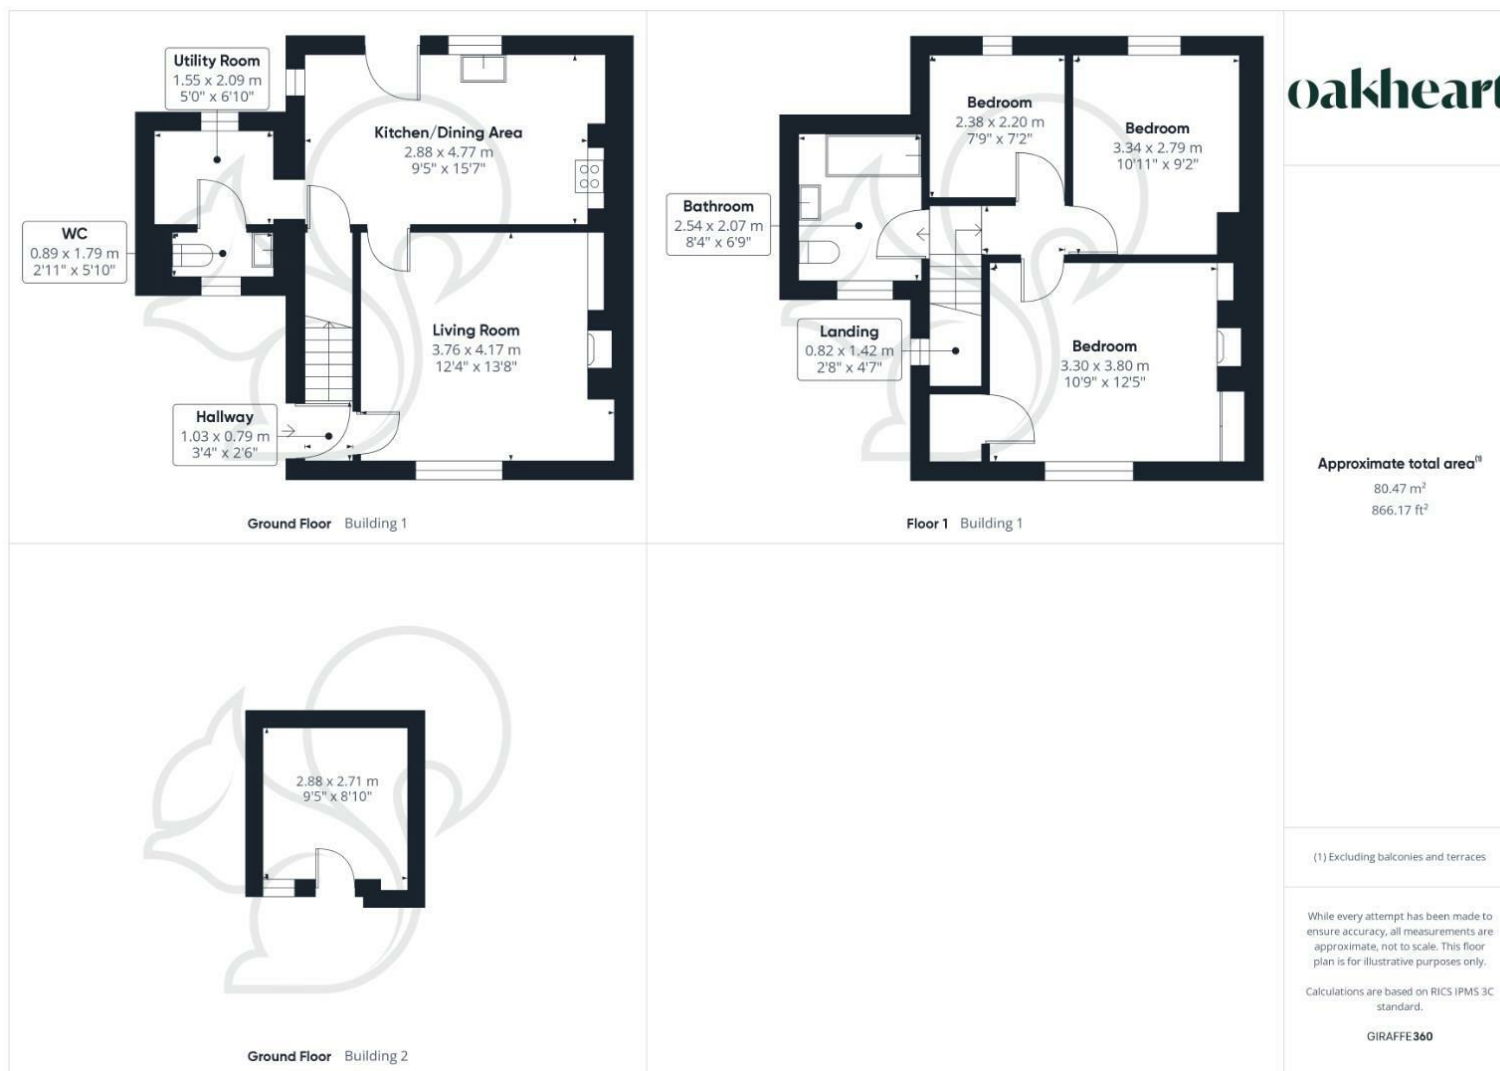 Utility Room
1.55 x 2.09 m
5'0" x 6'10"
Kitchen/Dining Area
2.88 x 4.77 m
9'5" x 15'7"
WC
0.89 x 1.79 m
2'11" x 5'10"
Living Room
3.76 x 4.17 m
12'4" x 13'8"
Hallway
1.03 x 0.79 m
3'4" x 2'6"
Ground Floor Building 1
Bedroom
2.38 x 2.20 m
7'9" x 7'2"
Bedroom
3.34 x 2.79 m
10'11" x 9'2"
Bathroom
2.54 x 2.07 m
8'4" x 6'9"
Landing
0.82 x 1.42 m
2'8" x 4'7"
Bedroom
3.30 x 3.80 m
10'9" x 12'5"
Floor 1 Building 1
2.88 x 2.71 m
9'5" x 8'10"
Ground Floor Building 2
oakheart
Approximate total area(1)
80.47 m²
866.17 ft²
(1) Excluding balconies and terraces
While every attempt has been made to
ensure accuracy, all measurements are
approximate, not to scale. This floor
plan is for illustrative purposes only.
Calculations are based on RICS IPMS 3C
standard.
GIRAFFE360